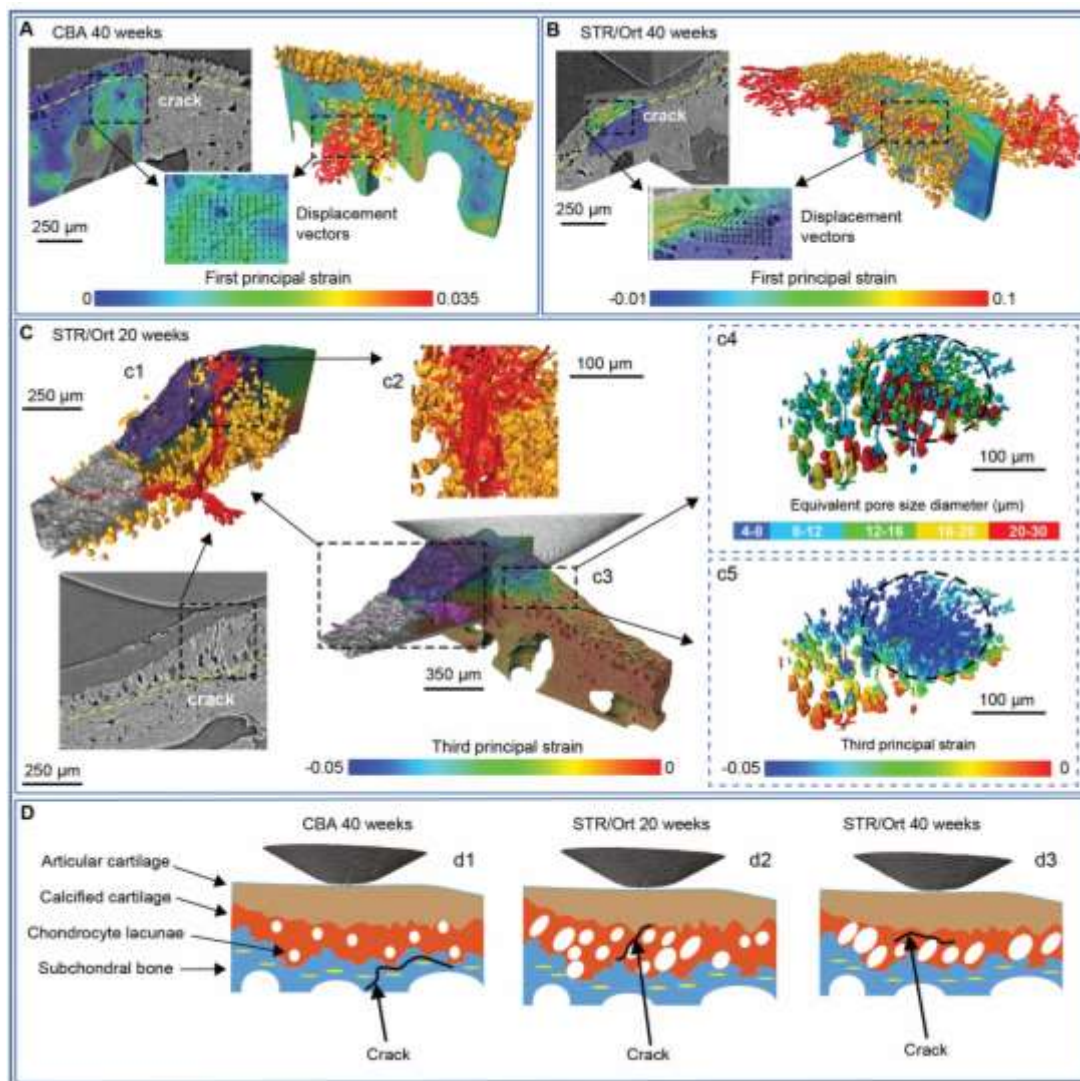 A
CBA 40 weeks
crack
250 µm
Displacement
vectors
First principal strain
0
0.035
B
STR/Ort 40 weeks
crack
250 µm
Displacement
vectors
First principal strain
-0.01
0.1
C
STR/Ort 20 weeks
c1
250 µm
c2
100 µm
c3
350 µm
crack
250 µm
Third principal strain
-0.05
0
c4
100 µm
Equivalent pore size diameter (µm)
4-8
8-12
12-16
20-30
c5
100 µm
Third principal strain
-0.05
0
D
CBA 40 weeks
STR/Ort 20 weeks
STR/Ort 40 weeks
d1
d2
d3
Articular cartilage
Calcified cartilage
Chondrocyte lacunae
Subchondral bone
Crack
Crack
Crack